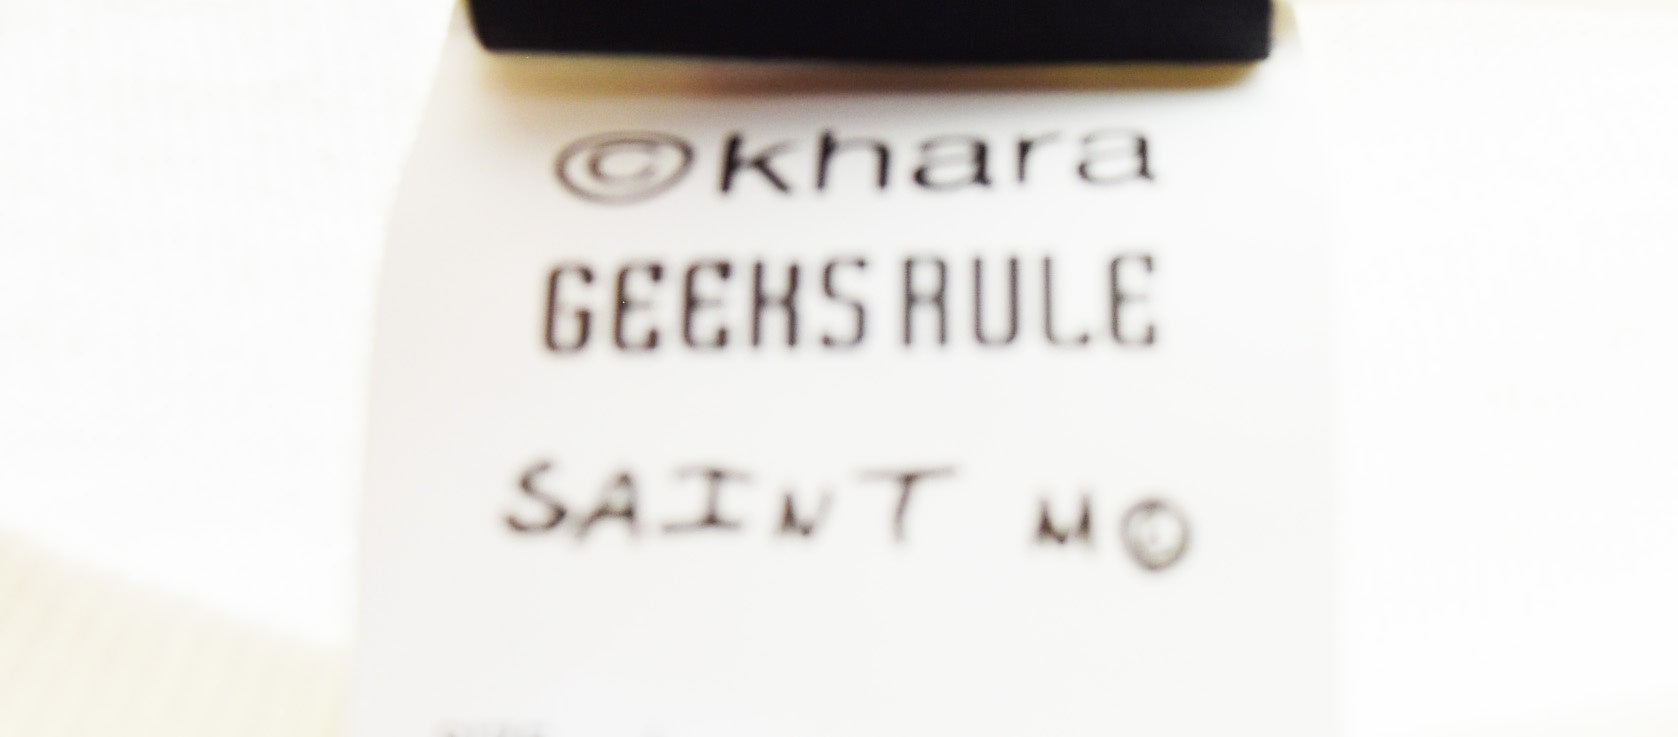 ©khara
GEEKS RULE
SAINT M©